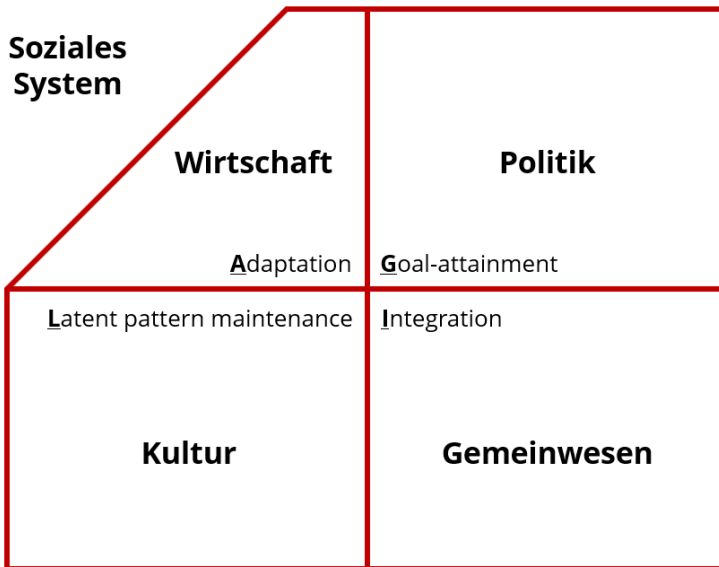 Soziales
System
Wirtschaft
Politik
Adaptation
Goal-attainment
Latent pattern maintenance
Integration
Kultur
Gemeinwesen